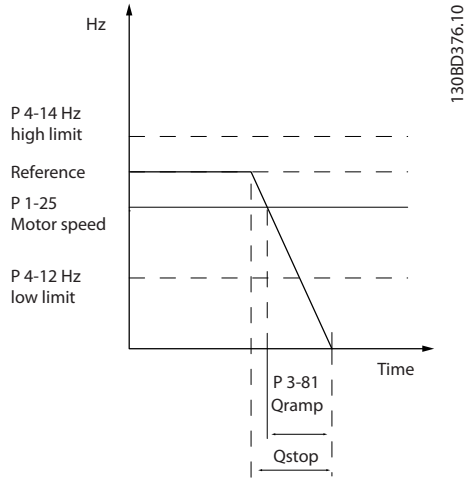 Hz
130BD376.10
P 4-14 Hz
high limit
Reference
P 1-25
Motor speed
P 4-12 Hz
low limit
Time
P 3-81
Qramp
Qstop